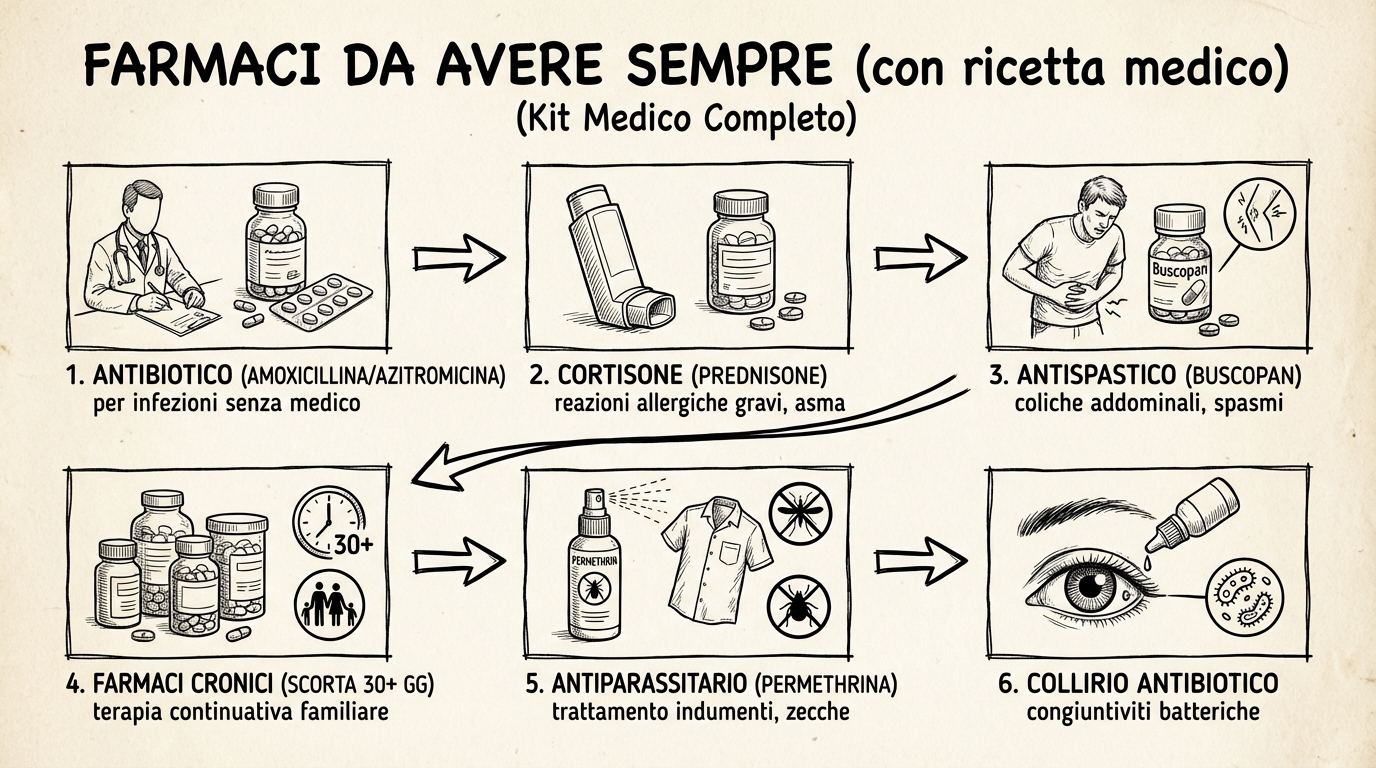 FARMACI DA AVERE SEMPRE (con ricetta medico)
(Kit Medico Completo)
1. ANTIBIOTICO (AMOXICILLINA/AZITROMICINA)
per infezioni senza medico
2. CORTISONE (PREDNISONE)
reazioni allergiche gravi, asma
Buscopan
3. ANTISPASTICO (BUSCOPAN)
coliche addominali, spasmi
30+
4. FARMACI CRONICI (SCORTA 30+ GG)
terapia continuativa familiare
PERMETHRIN
5. ANTIPARASSITARIO (PERMETHRINA)
trattamento indumenti, zecche
6. COLLIRIO ANTIBIOTICO
congiuntiviti batteriche